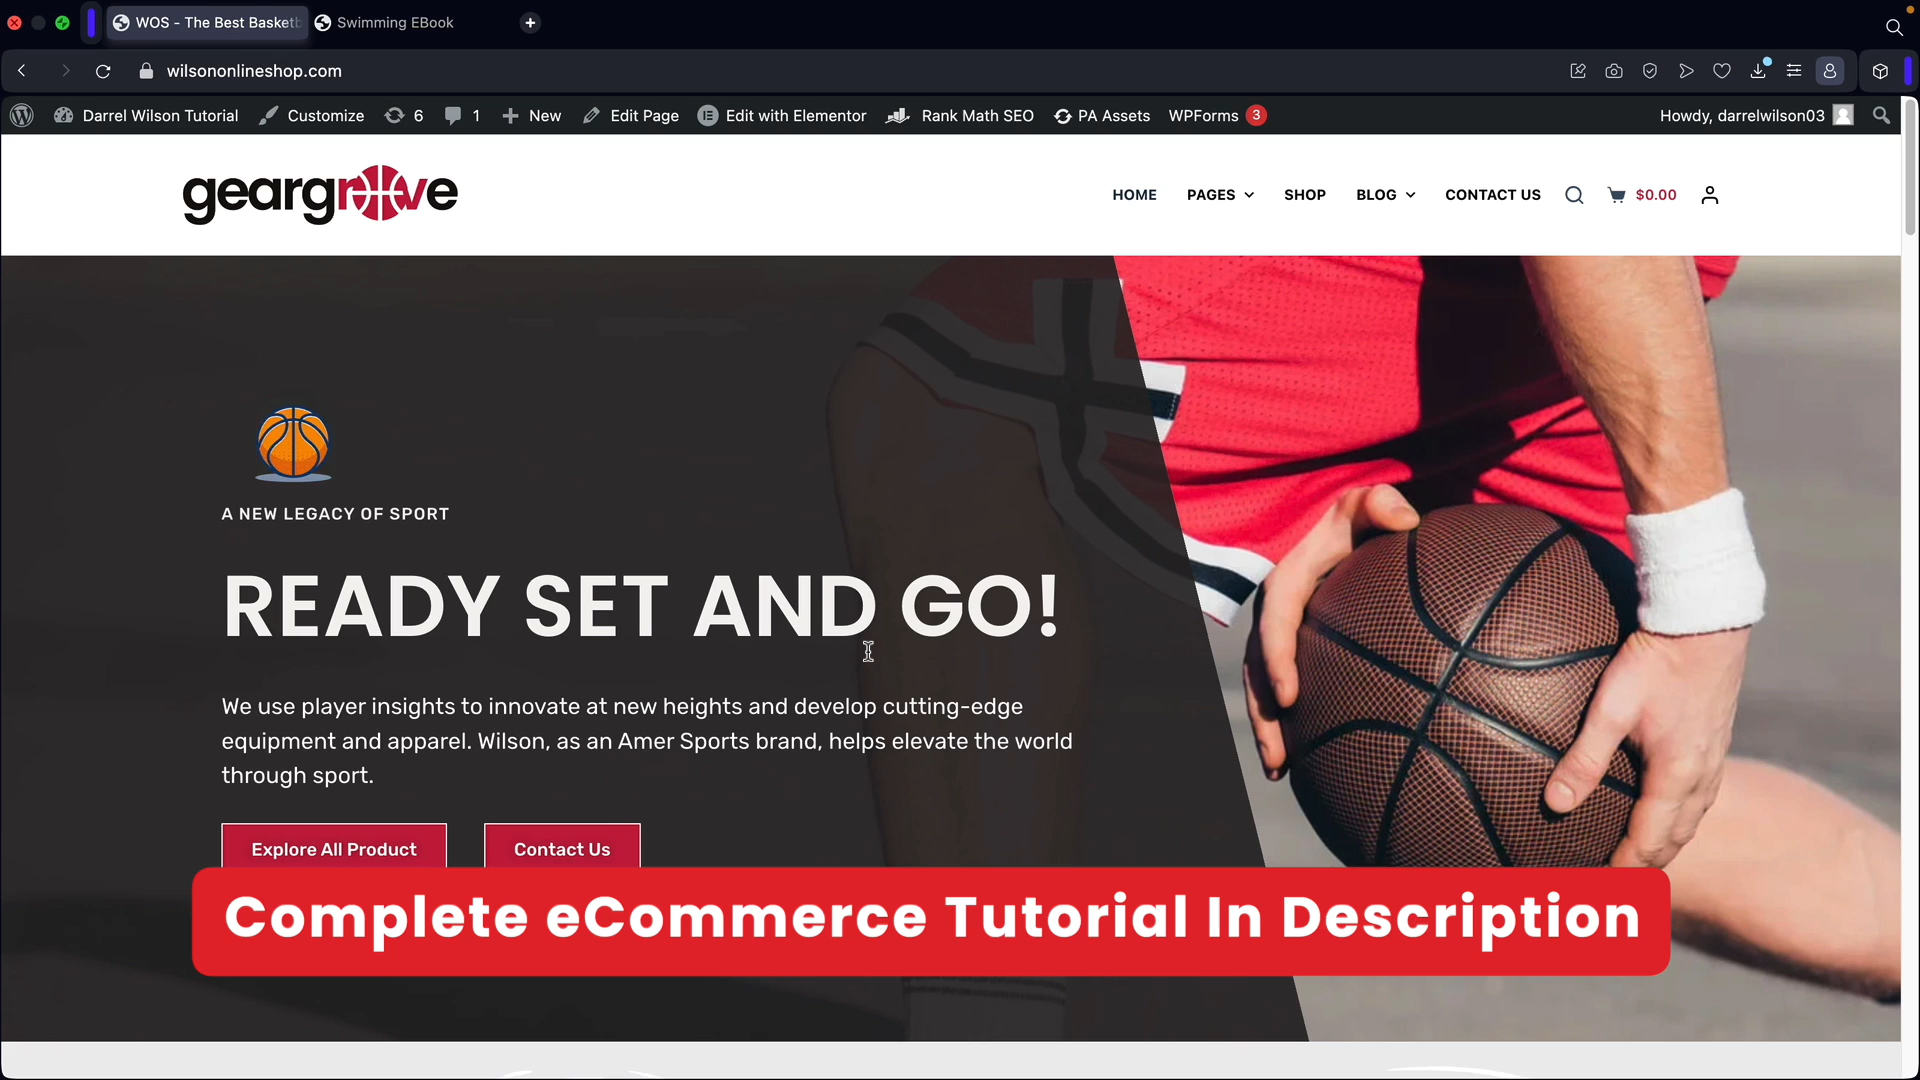 WOS - The Best Basketb
Swimming EBook
wilsononlineshop.com
Darrel Wilson Tutorial
Customize
6
1
New
Edit Page
Edit with Elementor
Rank Math SEO
PA Assets
WPForms
3
Howdy, darrelwilson03
geargroove
HOME
PAGES
SHOP
BLOG
CONTACT US
$0.00
A NEW LEGACY OF SPORT
READY SET AND GO!
We use player insights to innovate at new heights and develop cutting-edge
equipment and apparel. Wilson, as an Amer Sports brand, helps elevate the world
through sport.
Explore All Product
Contact Us
Complete eCommerce Tutorial In Description